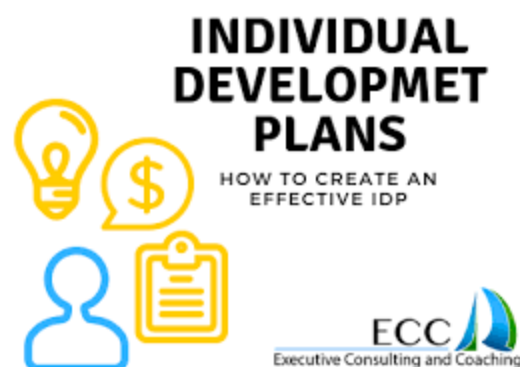 INDIVIDUAL
DEVELOPMET
PLANS
HOW TO CREATE AN
EFFECTIVE IDP
$
ECC
Executive Consulting and Coaching